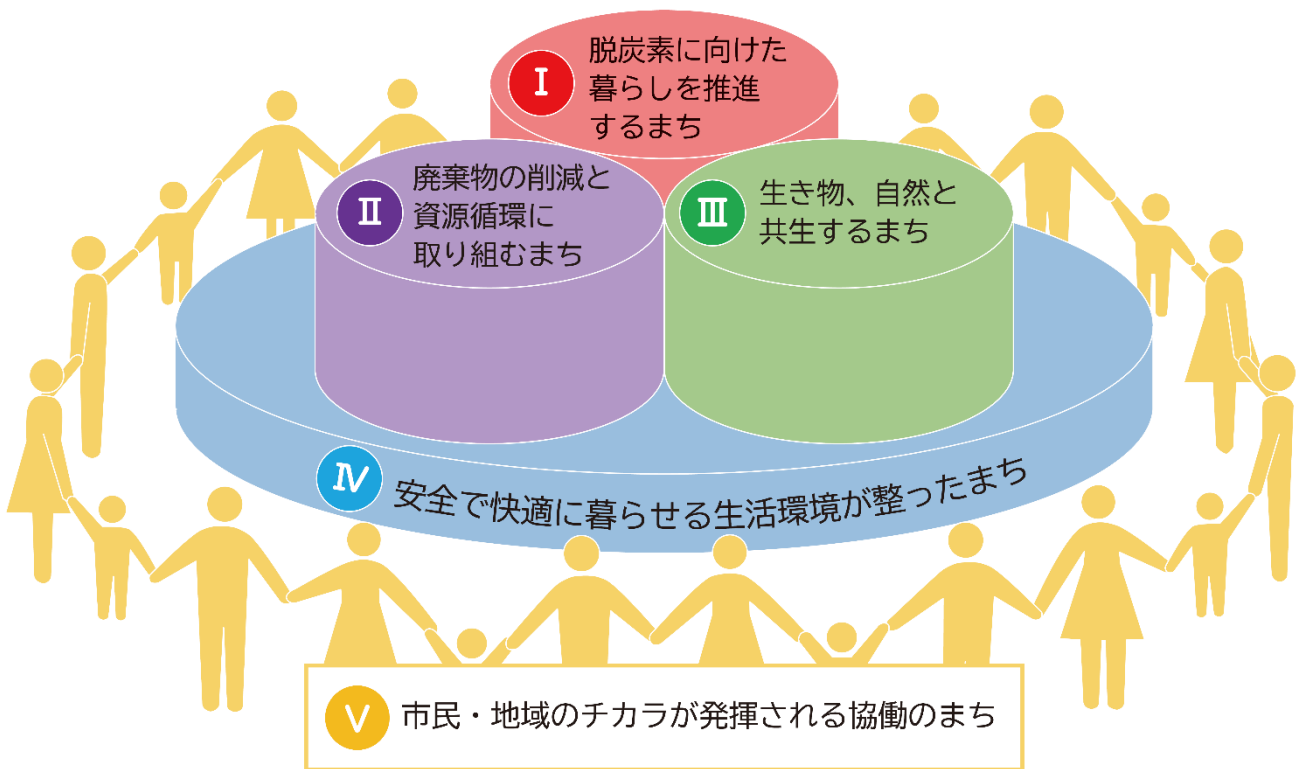 Ⅰ
脱炭素に向けた
暮らしを推進
するまち
Ⅱ
廃棄物の削減と
資源循環に
取り組むまち
Ⅲ
生き物、自然と
共生するまち
Ⅳ
安全で快適に暮らせる生活環境が整ったまち
Ⅴ
市民・地域のチカラが発揮される協働のまち